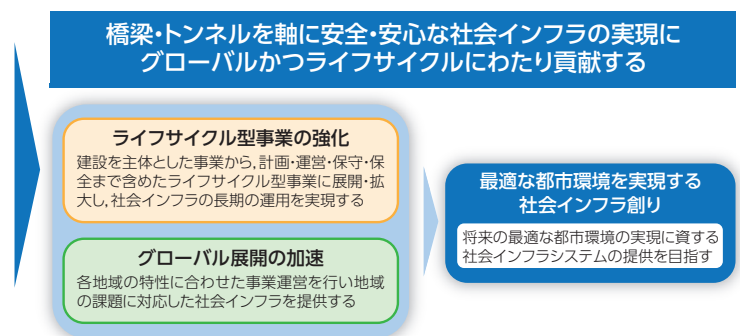 橋梁・トンネルを軸に安全・安心な社会インフラの実現に
グローバルかつライフサイクルにわたり貢献する
ライフサイクル型事業の強化
建設を主体とした事業から，計画・運営・保守・保
全まで含めたライフサイクル型事業に展開・拡
大し，社会インフラの長期の運用を実現する
グローバル展開の加速
各地域の特性に合わせた事業運営を行い地域
の課題に対応した社会インフラを提供する
最適な都市環境を実現する
社会インフラ創り
将来の最適な都市環境の実現に資する
社会インフラシステムの提供を目指す